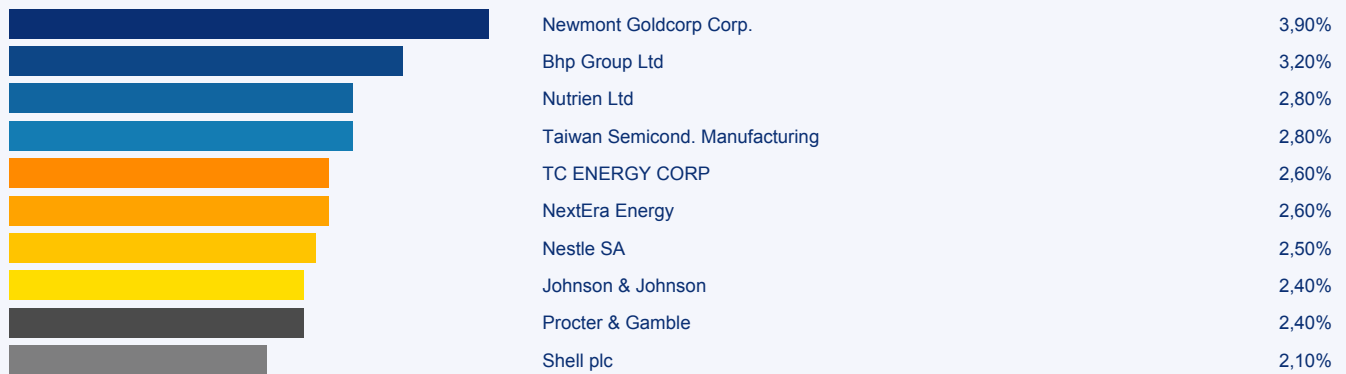 Newmont Goldcorp Corp. 3,90%
Bhp Group Ltd 3,20%
Nutrien Ltd 2,80%
Taiwan Semicond. Manufacturing 2,80%
TC ENERGY CORP 2,60%
NextEra Energy 2,60%
Nestle SA 2,50%
Johnson & Johnson 2,40%
Procter & Gamble 2,40%
Shell plc 2,10%